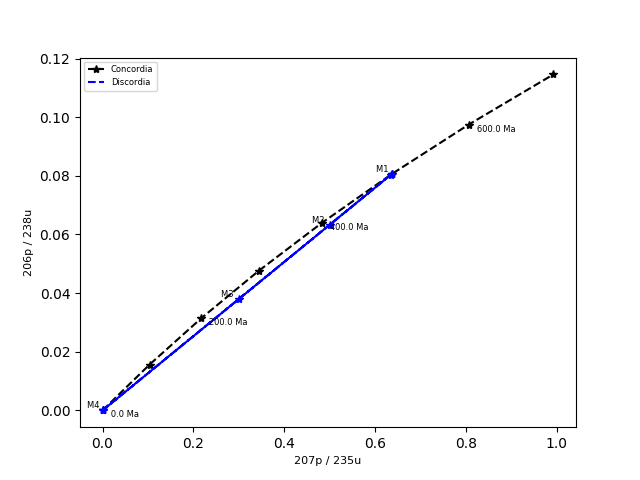 0.12
0.10
0.08
0.06
0.04
0.02
0.00
206p / 238u
Concordia
Discordia
600.0 Ma
M1
M2
400.0 Ma
M3
200.0 Ma
M4
0.0 Ma
0.0
0.2
0.4
0.6
0.8
1.0
207p / 235u